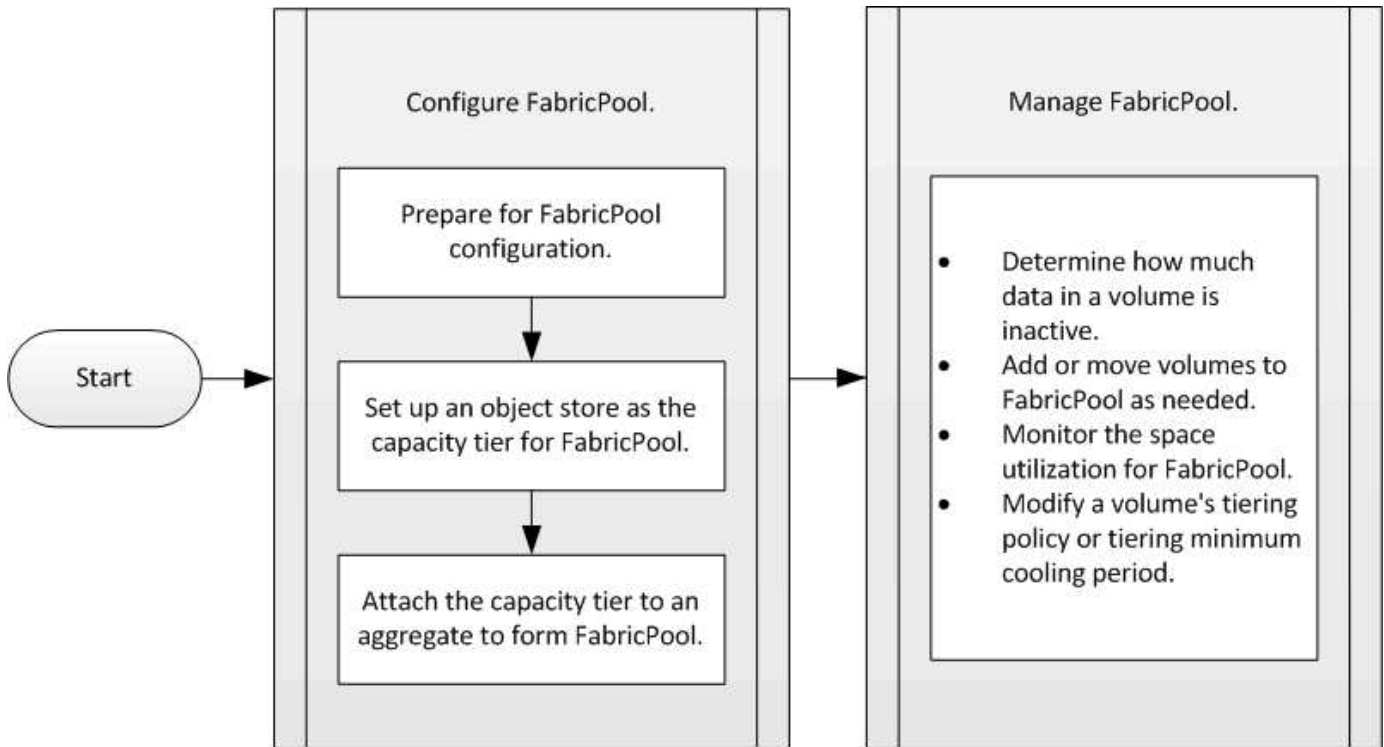 Start
Configure FabricPool.
Prepare for FabricPool
configuration.
Set up an object store as the
capacity tier for FabricPool.
Attach the capacity tier to an
aggregate to form FabricPool.
Manage FabricPool.
• Determine how much
data in a volume is
inactive.
• Add or move volumes to
FabricPool as needed.
• Monitor the space
utilization for FabricPool.
• Modify a volume's tiering
policy or tiering minimum
cooling period.